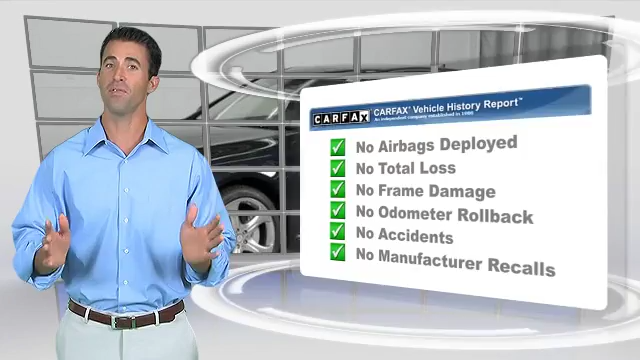 CARFAX CARFAX® Vehicle History Report™
An independent company established in 1986
No Airbags Deployed
No Total Loss
No Frame Damage
No Odometer Rollback
No Accidents
No Manufacturer Recalls